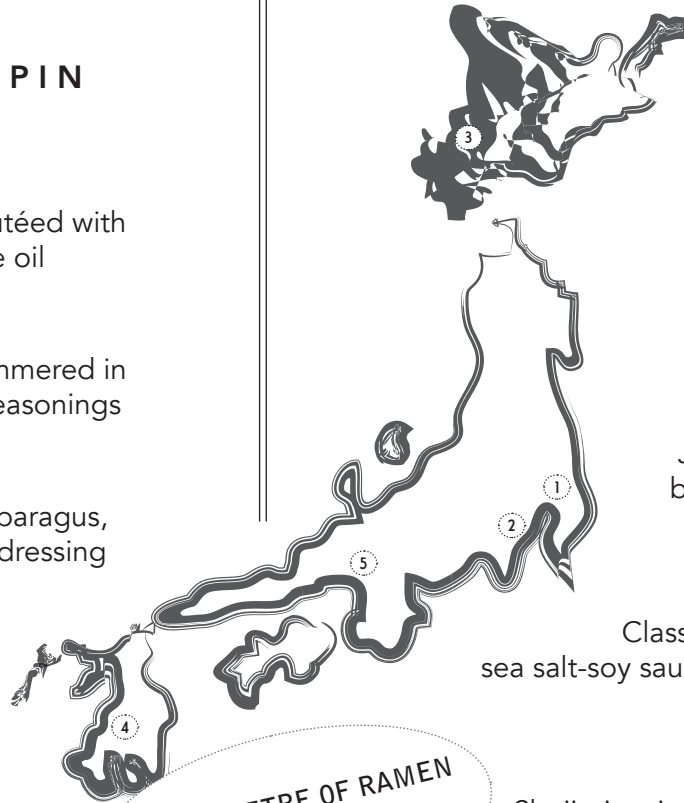 PIN
utéed with
e oil
mmered in
easonings
paragus,
dressing
3
1
2
5
4
b
Class
sea salt-soy sau
TRE OF RAMEN